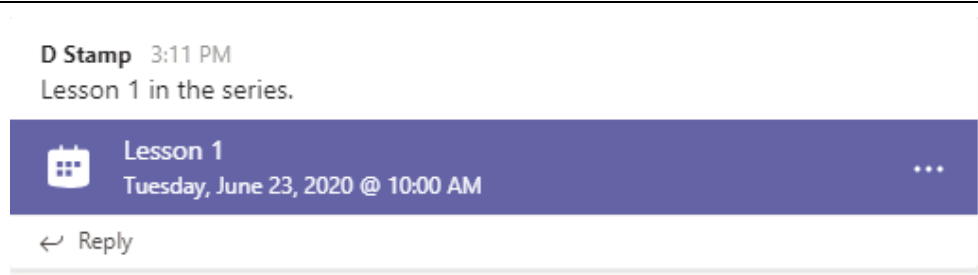 D Stamp 3:11 PM
Lesson 1 in the series.
Lesson 1
Tuesday, June 23, 2020 @ 10:00 AM
Reply